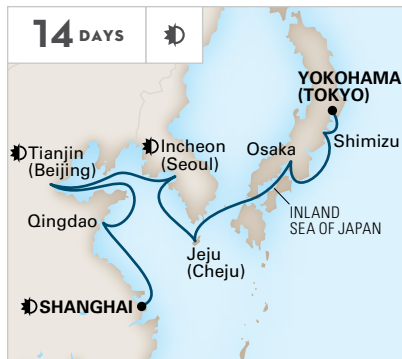 14 DAYS
YOKOHAMA
(TOKYO)
Shimizu
Osaka
INLAND
SEA OF JAPAN
Incheon
(Seoul)
Tianjin
(Beijing)
Qingdao
Jeju
(Cheju)
SHANGHAI